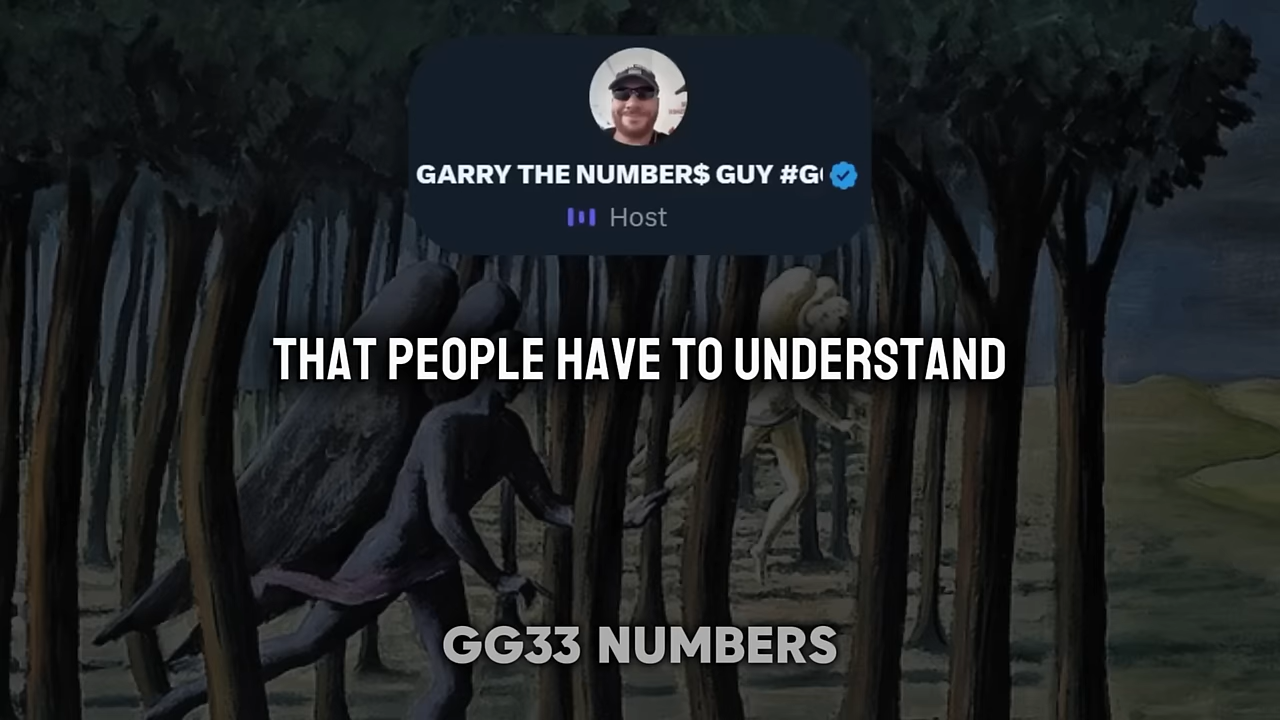 GARRY THE NUMBER$ GUY #G
Host
THAT PEOPLE HAVE TO UNDERSTAND
GG33 NUMBERS